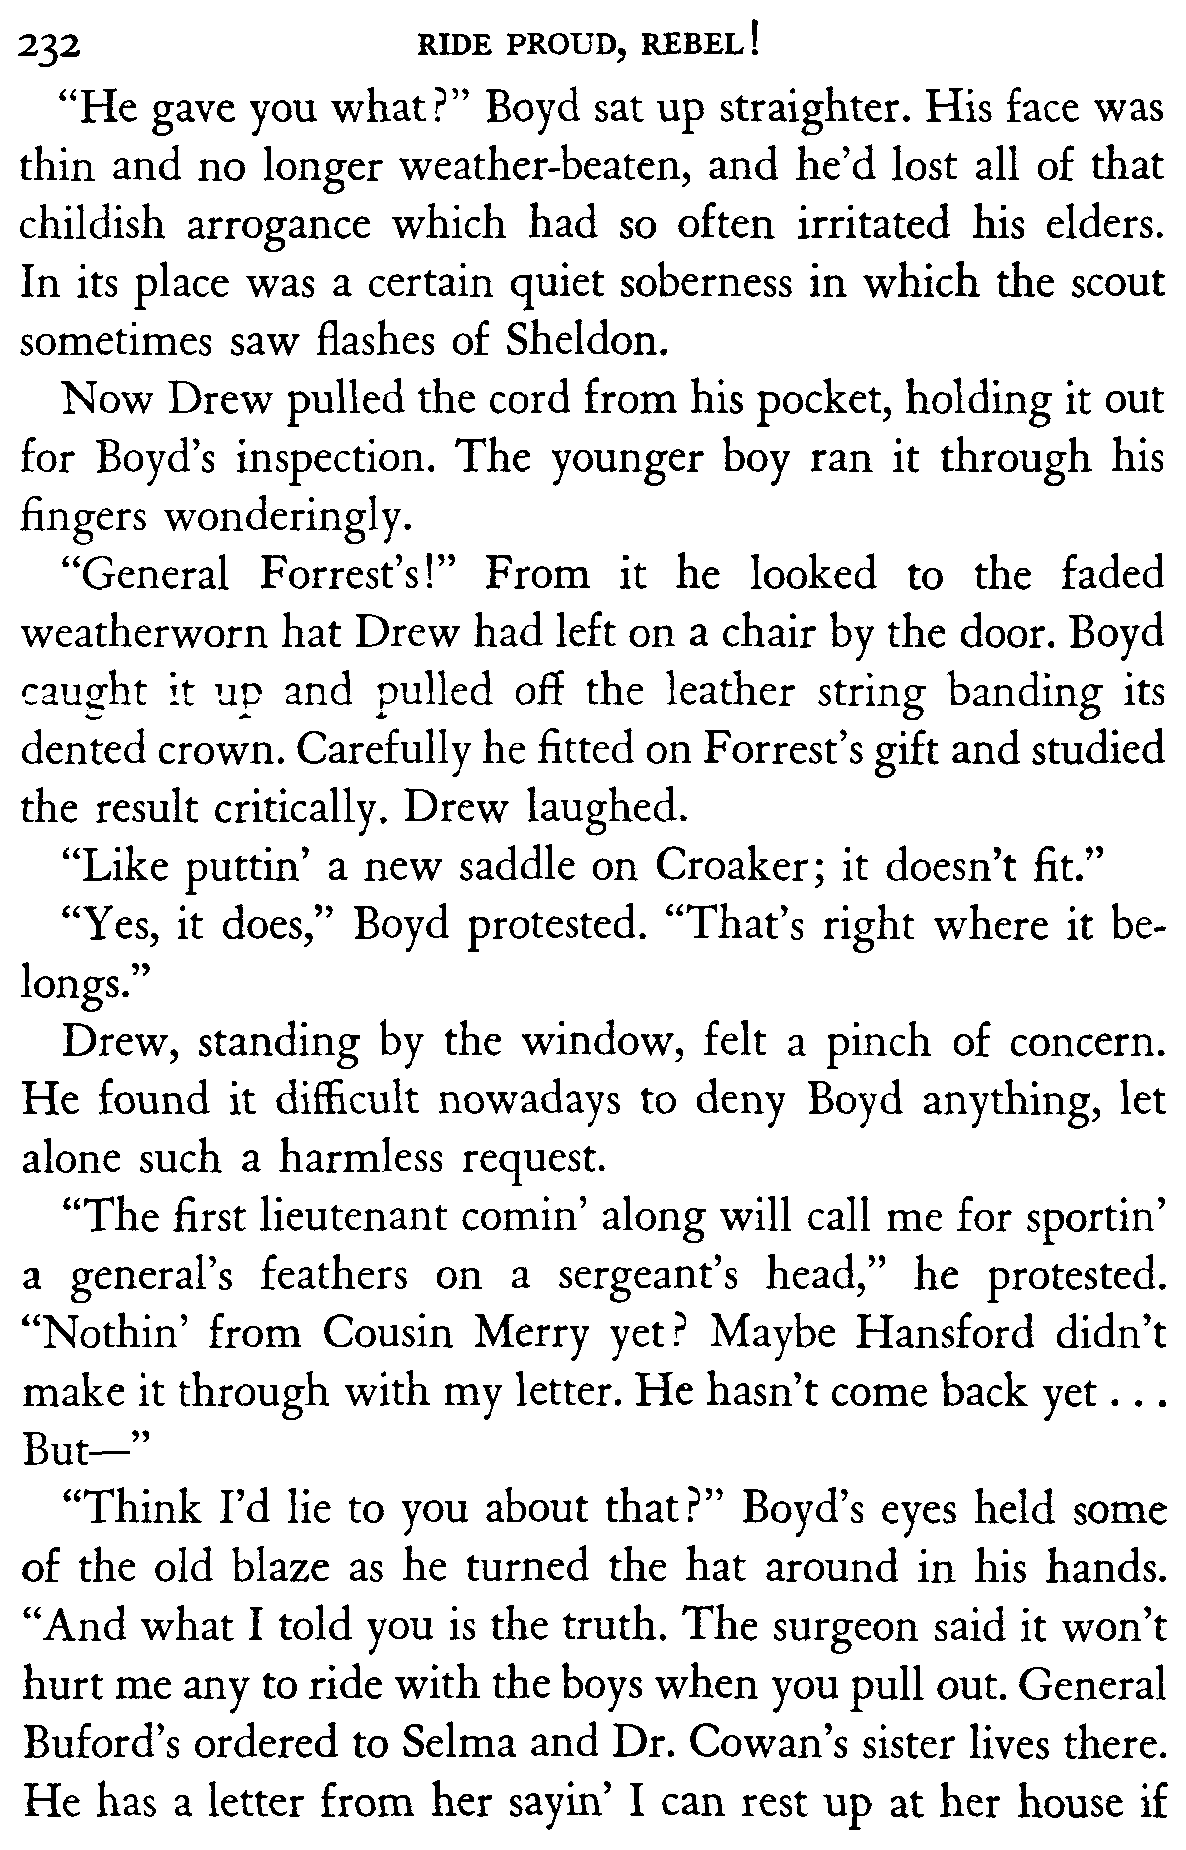 232 RIDE PROUD, REBEL!
“He gave you what?” Boyd sat up straighter. His face was
thin and no longer weather-beaten, and he’d lost all of that
childish arrogance which had so often irritated his elders.
In its place was a certain quiet soberness in which the scout
sometimes saw flashes of Sheldon.
Now Drew pulled the cord from his pocket, holding it out
for Boyd’s inspection. The younger boy ran it through his
fingers wonderingly.
“General Forrest’s!” From it he looked to the faded
weatherworn hat Drew had left on a chair by the door. Boyd
caught it up and pulled off the leather string banding its
dented crown. Carefully he fitted on Forrest’s gift and studied
the result critically. Drew laughed.
“Like puttin’ a new saddle on Croaker; it doesn’t fit.”
“Yes, it does,” Boyd protested. “That’s right where it be-
longs.”
Drew, standing by the window, felt a pinch of concern.
He found it difficult nowadays to deny Boyd anything, let
alone such a harmless request.
“The first lieutenant comin’ along will call me for sportin’
a general’s feathers on a sergeant’s head,” he protested.
“Nothin’ from Cousin Merry yet? Maybe Hansford didn’t
make it through with my letter. He hasn’t come back yet . . .
But—”
“Think I’d lie to you about that?” Boyd’s eyes held some
of the old blaze as he turned the hat around in his hands.
“And what I told you is the truth. The surgeon said it won’t
hurt me any to ride with the boys when you pull out. General
Buford’s ordered to Selma and Dr. Cowan’s sister lives there.
He has a letter from her sayin’ I can rest up at her house if